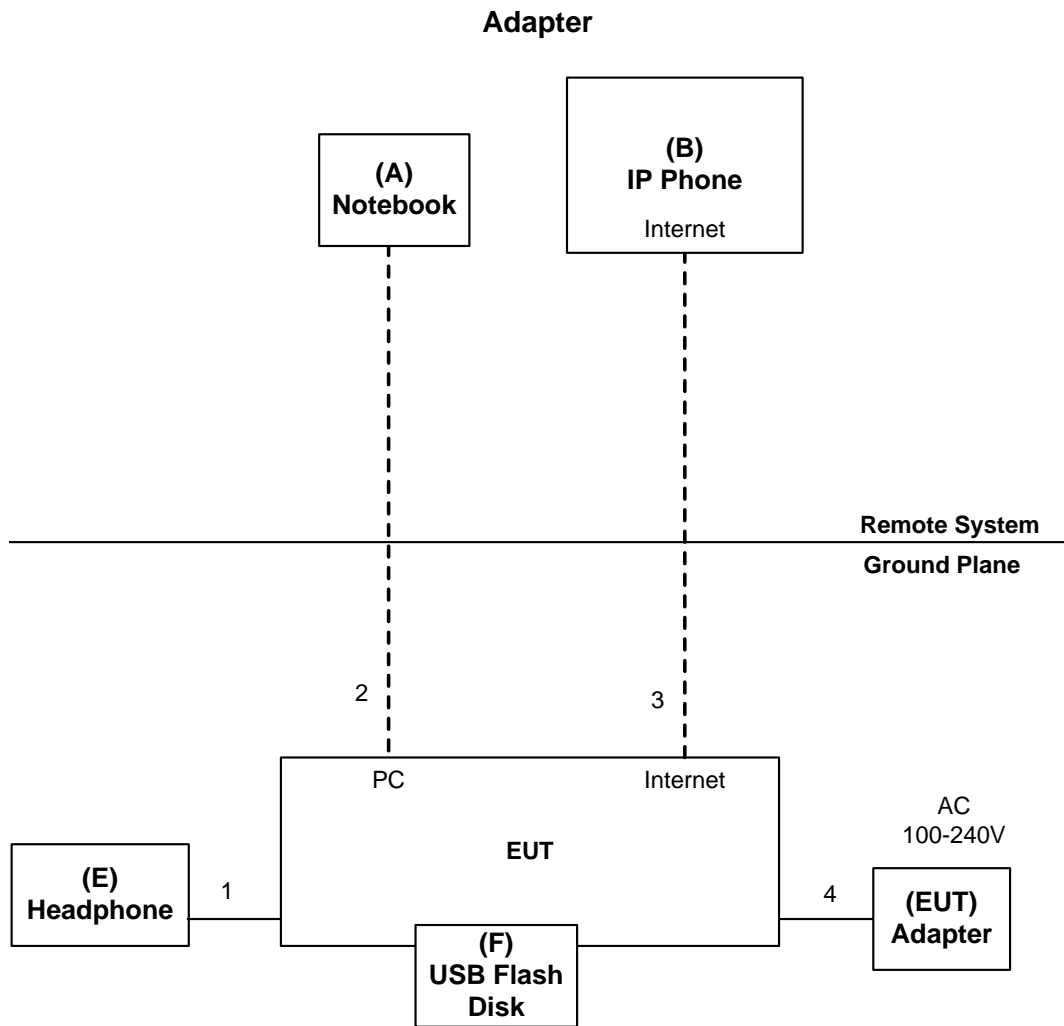 Adapter
(A)
Notebook
(B)
IP Phone
Internet
Remote System
Ground Plane
2
3
PC
Internet
EUT
AC
100-240V
(E)
Headphone
1
4
(EUT)
Adapter
(F)
USB Flash
Disk